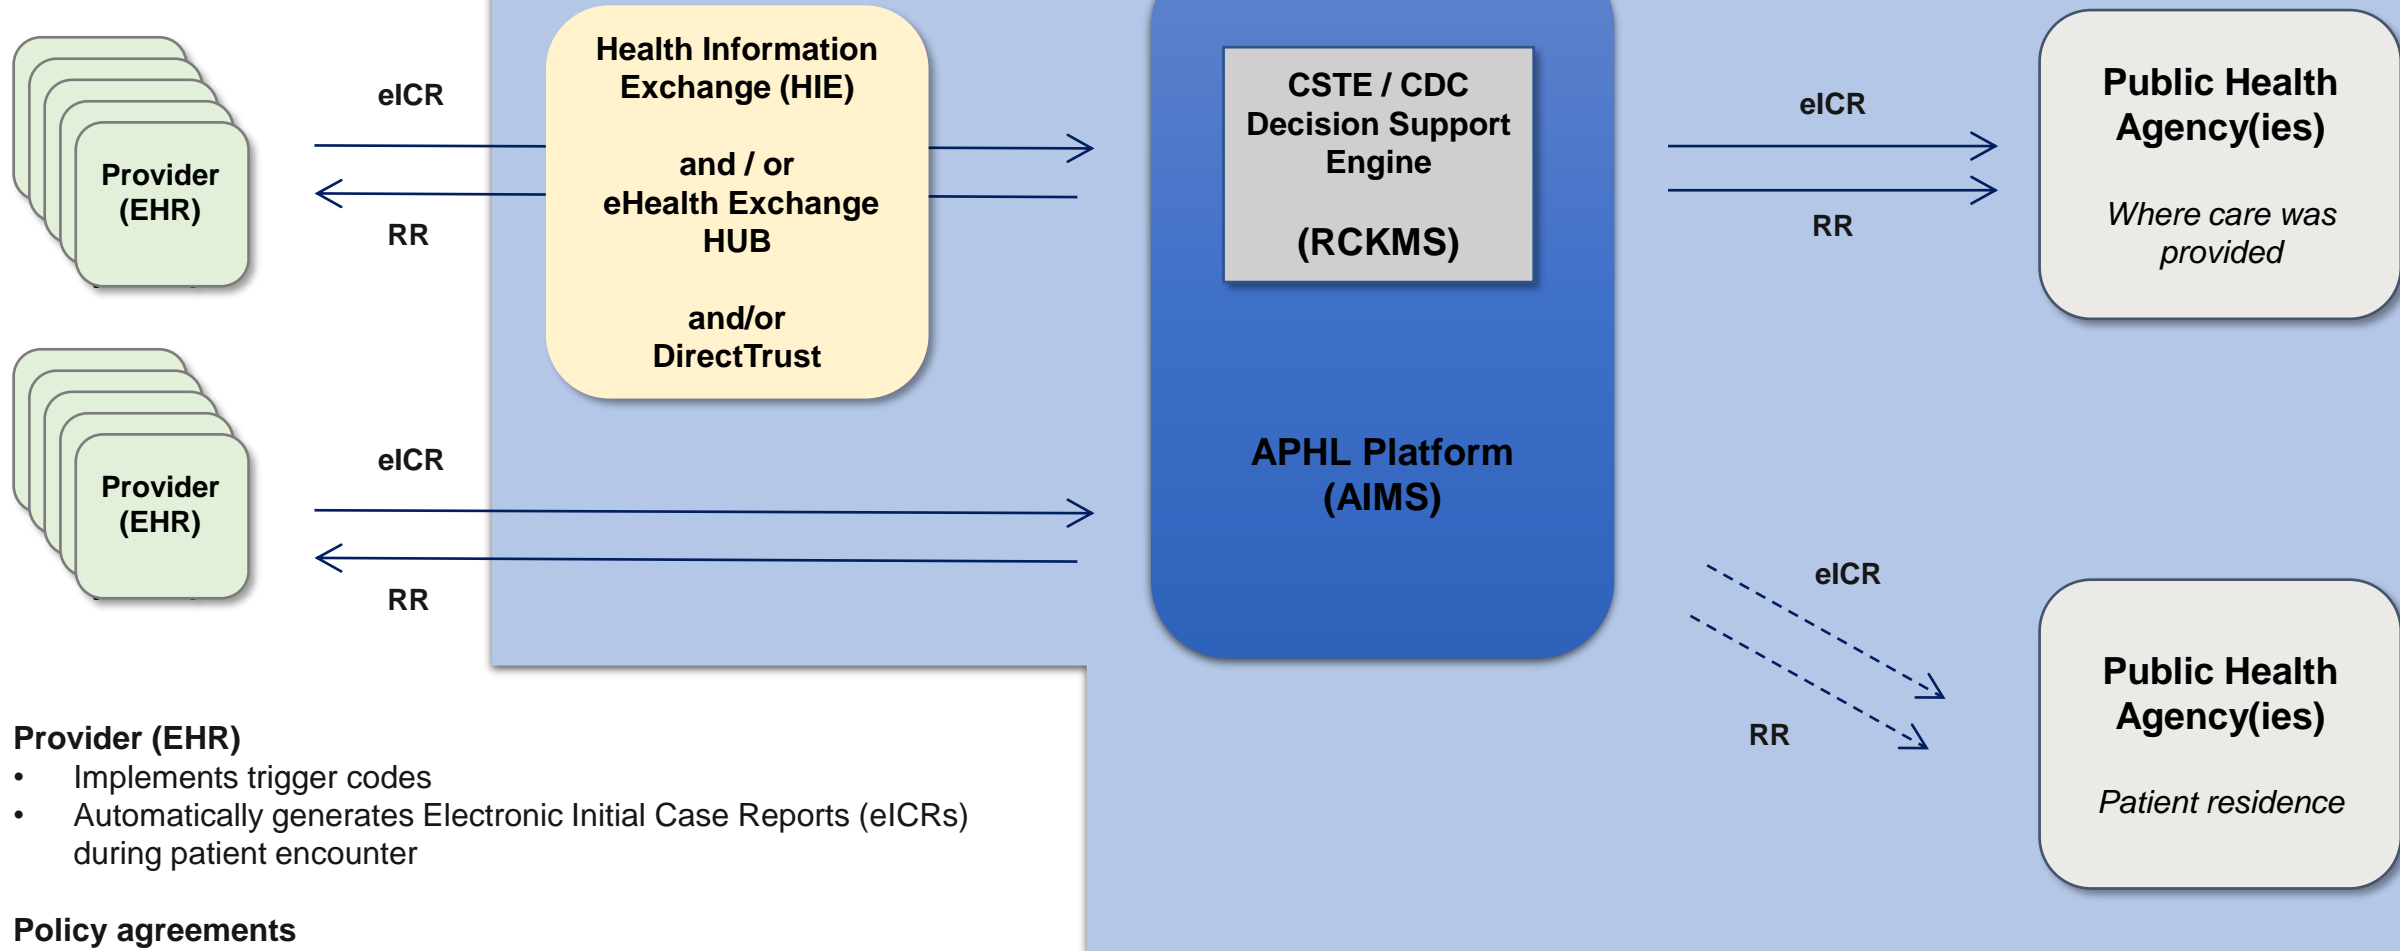 eICR
RR
Provider
(EHR)
Health Information
Exchange (HIE)
and / or
eHealth Exchange
HUB
and/or
DirectTrust
CSTE / CDC
Decision Support
Engine
(RCKMS)
APHL Platform
(AIMS)
eICR
RR
Public Health
Agency(ies)
Where care was
provided
Provider
(EHR)
eICR
RR
eICR
RR
Public Health
Agency(ies)
Patient residence
Provider (EHR)
• Implements trigger codes
• Automatically generates Electronic Initial Case Reports (eICRs)
during patient encounter
Policy agreements